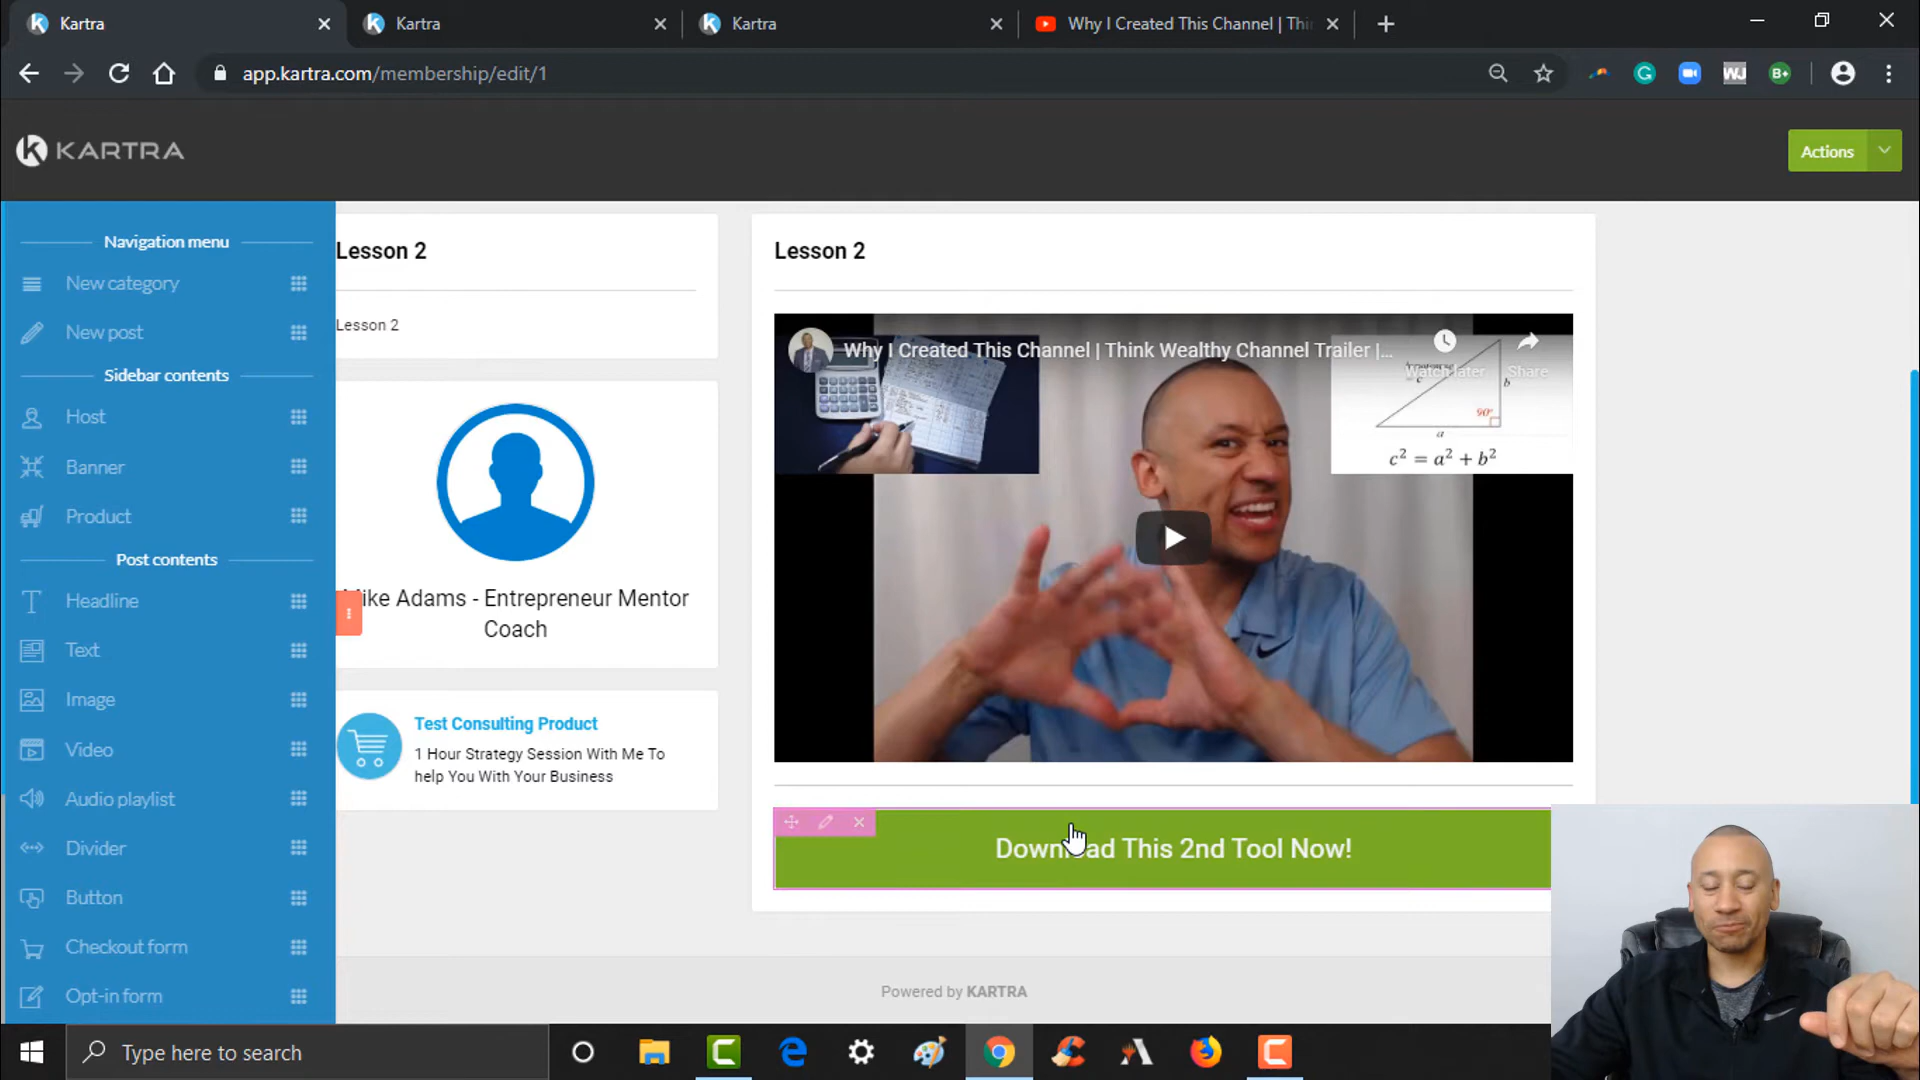 Kartra
Kartra
Kartra
Why I Created This Channel | Thi
app.kartra.com/membership/edit/1
G
WJ
B+
K KARTRA
Actions
Navigation menu
New category
New post
Sidebar contents
Host
Banner
Product
Post contents
Headline
Text
Image
Video
Audio playlist
Divider
Button
Checkout form
Opt-in form
Lesson 2
Lesson 2
Mike Adams - Entrepreneur Mentor
Coach
Test Consulting Product
1 Hour Strategy Session With Me To
help You With Your Business
Lesson 2
Why I Created This Channel | Think Wealthy Channel Trailer |...
Watch later
Share
c
b
90°
a
c² = a² + b²
Download This 2nd Tool Now!
Powered by KARTRA
Type here to search